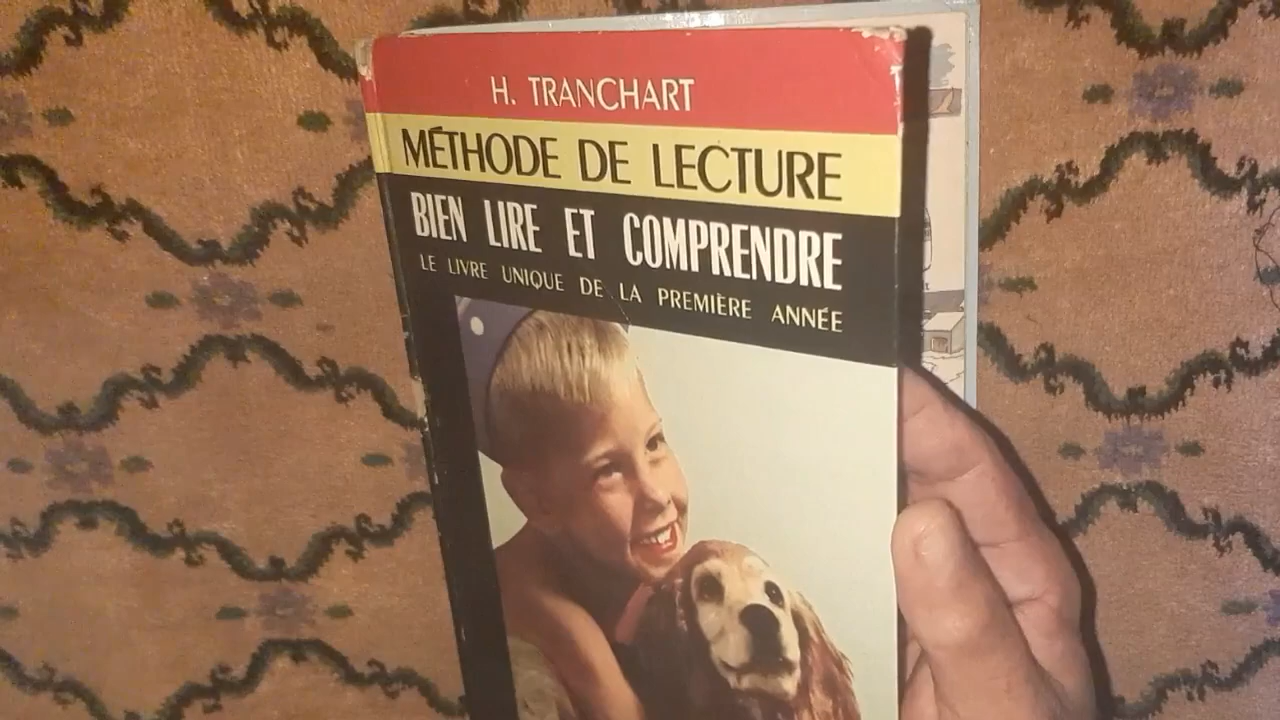 H. TRANCHART
MÉTHODE DE LECTURE
BIEN LIRE ET COMPRENDRE
LE LIVRE UNIQUE DE LA PREMIÈRE ANNÉE